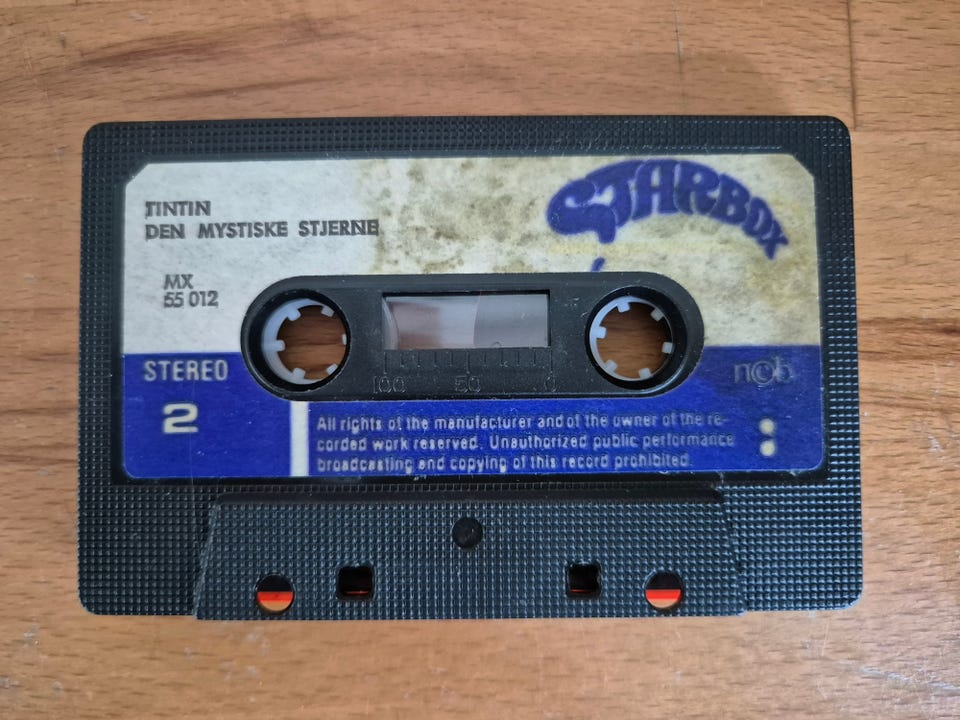 TINTIN
DEN MYSTISKE STJERNE
STARBOX
MX
55 012
STEREO
2
100 50 0
n©b
All rights of the manufacturer and of the owner of the re-
corded work reserved. Unauthorized public performance
broadcasting and copying of this record prohibited.